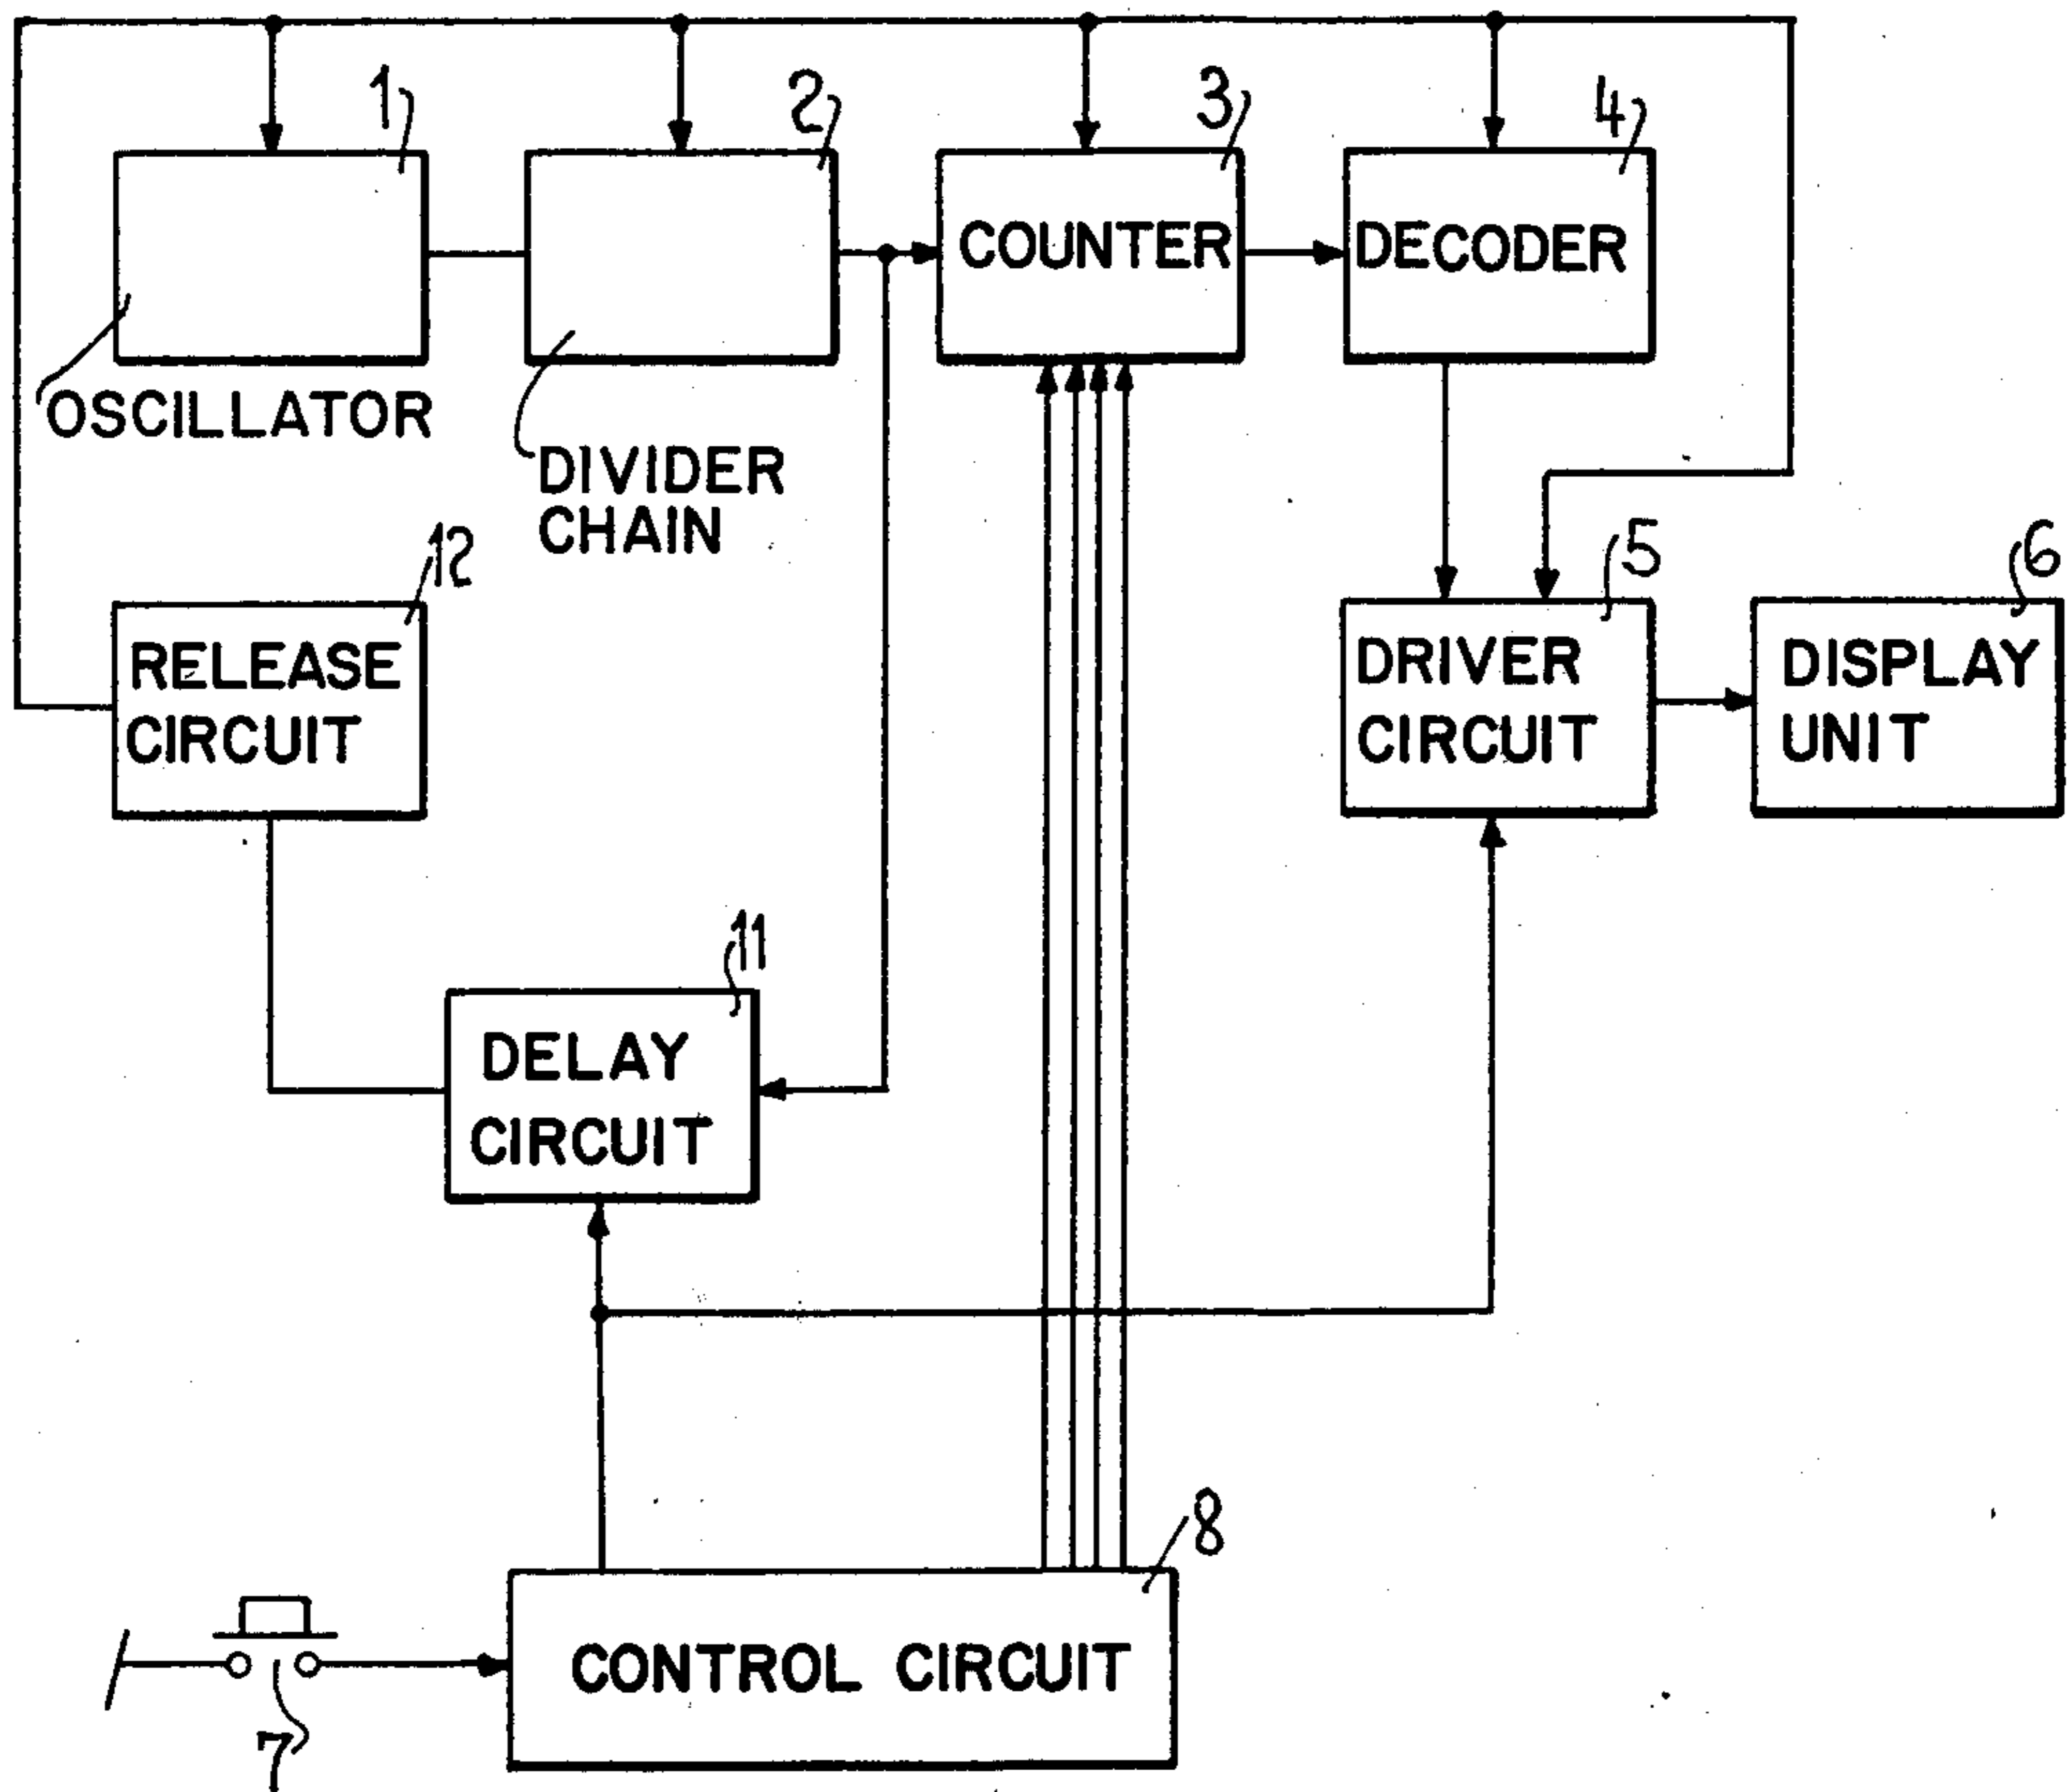 1
2
3
4
COUNTER
DECODER
OSCILLATOR
DIVIDER
CHAIN
12
5
6
RELEASE
CIRCUIT
DRIVER
CIRCUIT
DISPLAY
UNIT
11
DELAY
CIRCUIT
8
CONTROL CIRCUIT
7